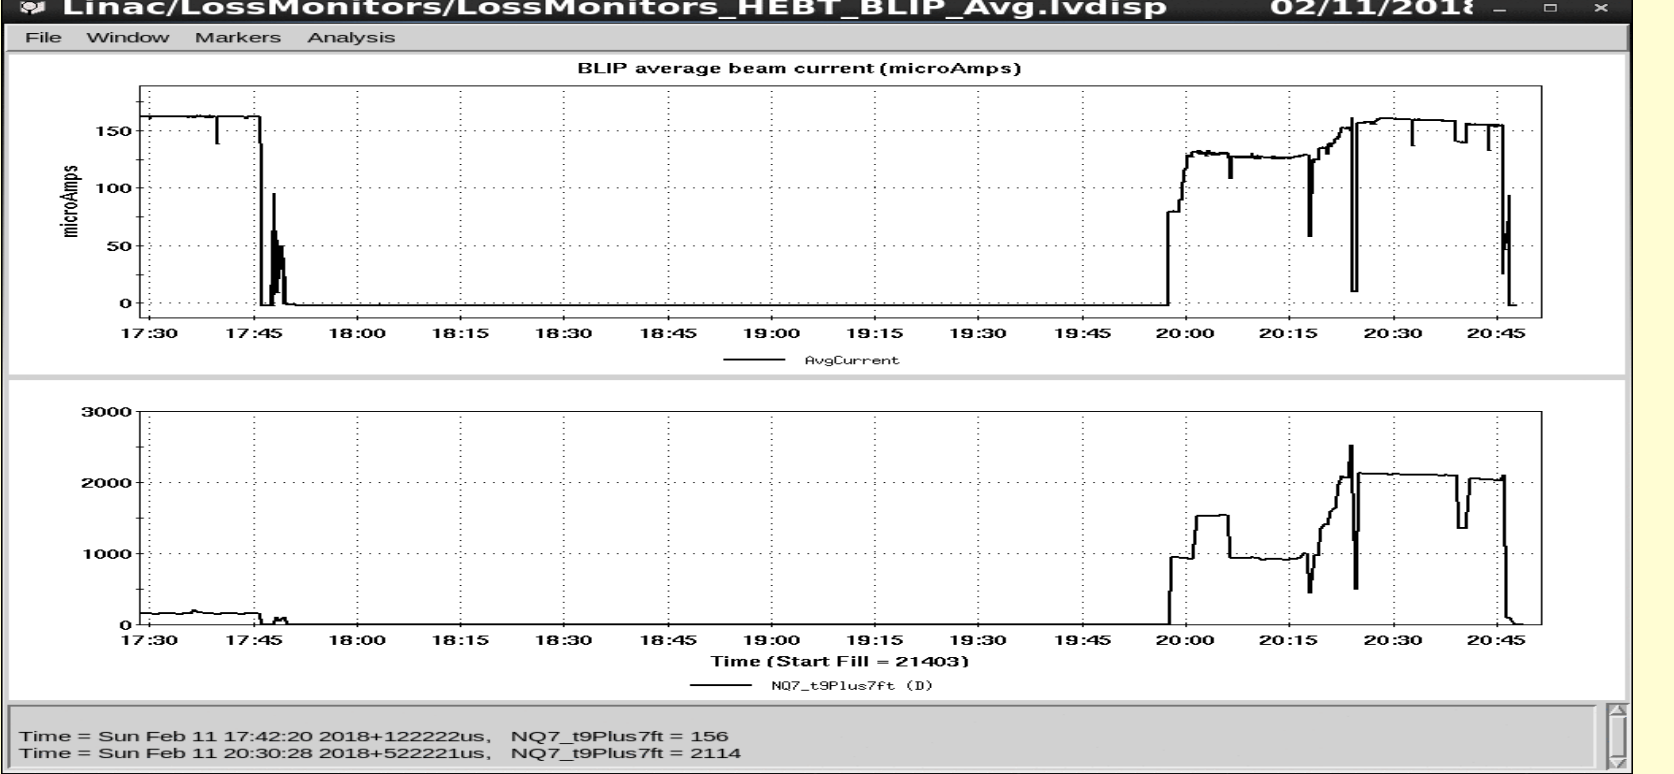 Linac/LossMonitors/LossMonitors_HEBT_BLIP_Avg.lvdisp 02/11/2018
File Window Markers Analysis
BLIP average beam current (microAmps)
microAmps
150
100
50
0
17:30 17:45 18:00 18:15 18:30 18:45 19:00 19:15 19:30 19:45 20:00 20:15 20:30 20:45
AvgCurrent
3000
2000
1000
0
17:30 17:45 18:00 18:15 18:30 18:45 19:00 19:15 19:30 19:45 20:00 20:15 20:30 20:45
Time (Start Fill = 21403)
NQ7_t9Plus7ft (D)
Time = Sun Feb 11 17:42:20 2018+122222us, NQ7_t9Plus7ft = 156
Time = Sun Feb 11 20:30:28 2018+522221us, NQ7_t9Plus7ft = 2114